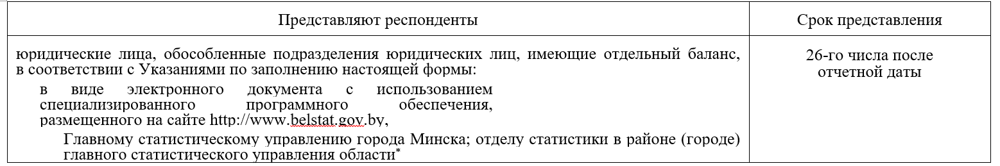 Представляют респонденты
Срок представления
юридические лица, обособленные подразделения юридических лиц, имеющие отдельный баланс,
в соответствии с Указаниями по заполнению настоящей формы:
в виде электронного документа с использованием
специализированного программного обеспечения,
размещенного на сайте http://www.belstat.gov.by,
Главному статистическому управлению города Минска; отделу статистики в районе (городе)
главного статистического управления области*
26-го числа после
отчетной даты